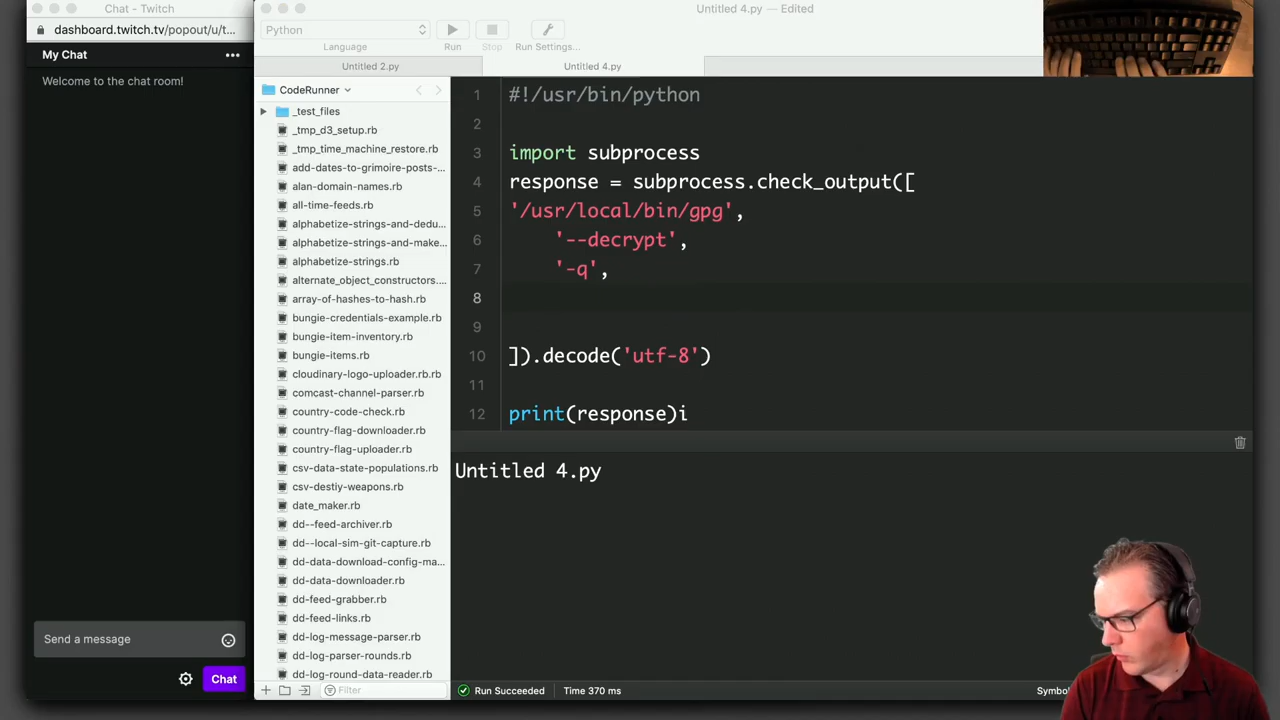 Chat - Twitch
dashboard.twitch.tv/popout/u/t...
My Chat
Welcome to the chat room!
Send a message
Chat
Untitled 4.py — Edited
Python
Language
Run
Stop
Run Settings...
Untitled 2.py
Untitled 4.py
CodeRunner
_test_files
_tmp_d3_setup.rb
_tmp_time_machine_restore.rb
add-dates-to-grimoire-posts-...
alan-domain-names.rb
all-time-feeds.rb
alphabetize-strings-and-dedu...
alphabetize-strings-and-make...
alphabetize-strings.rb
alternate_object_constructors....
array-of-hashes-to-hash.rb
bungie-credentials-example.rb
bungie-item-inventory.rb
bungie-items.rb
cloudinary-logo-uploader.rb.rb
comcast-channel-parser.rb
country-code-check.rb
country-flag-downloader.rb
country-flag-uploader.rb
csv-data-state-populations.rb
csv-destiy-weapons.rb
date_maker.rb
dd--feed-archiver.rb
dd--local-sim-git-capture.rb
dd-data-download-config-ma...
dd-data-downloader.rb
dd-feed-grabber.rb
dd-feed-links.rb
dd-log-message-parser.rb
dd-log-parser-rounds.rb
dd-log-round-data-reader.rb
Filter
1 #!/usr/bin/python
2
3 import subprocess
4 response = subprocess.check_output([
5 '/usr/local/bin/gpg',
6 '--decrypt',
7 '-q',
8
9
10 ]).decode('utf-8')
11
12 print(response)i
Untitled 4.py
Run Succeeded
Time 370 ms
Symbo